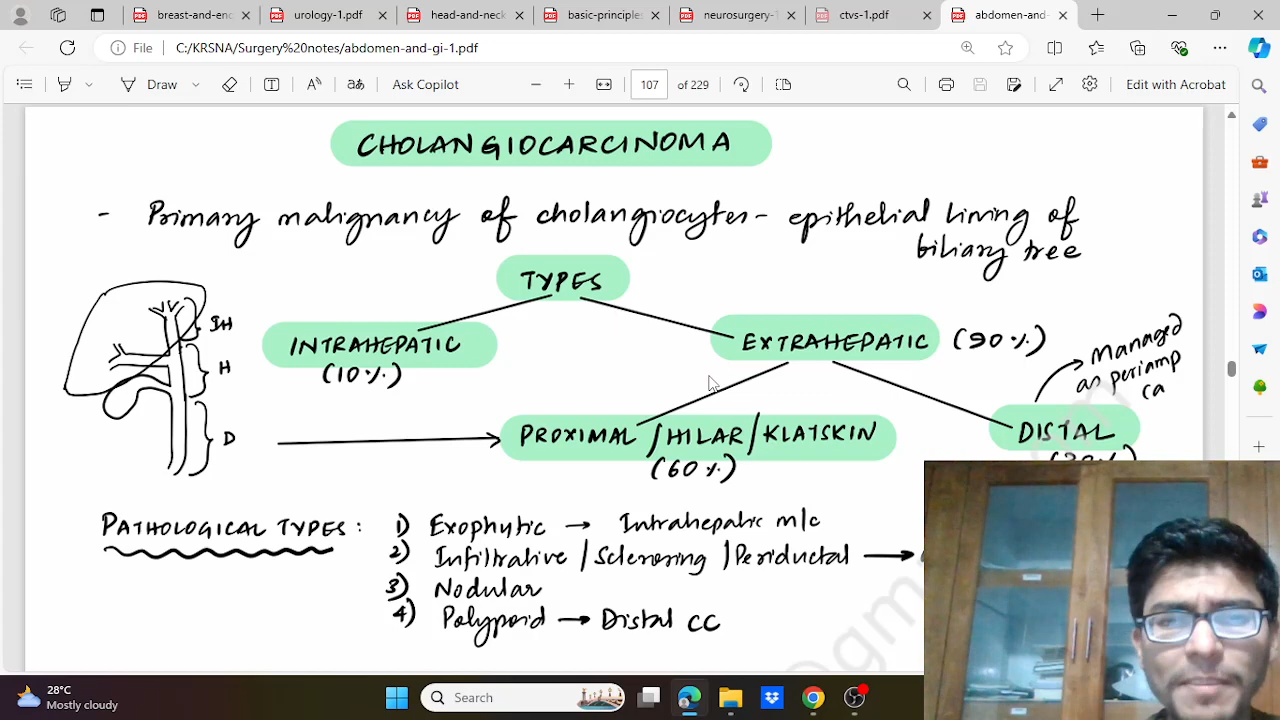 breast-and-enc
urology-1.pdf
head-and-neck
basic-principles
neurosurgery-1
ctvs-1.pdf
abdomen-and-
File
C:/KRSNA/Surgery%20notes/abdomen-and-gi-1.pdf
Draw
Ask Copilot
107 of 229
Edit with Acrobat
CHOLANGIOCARCINOMA
- Primary malignancy of cholangiocytes - epithelial lining of
biliary tree
TYPES
INTRAHEPATIC
(10%)
EXTRAHEPATIC (90%)
Managed
as periamp
ca
IH
H
D
PROXIMAL / HILAR / KLATSKIN
(60%)
DISTAL
PATHOLOGICAL TYPES : 1) Exophytic → Intrahepatic m/c
2) Infiltrative / Sclerosing / Periductal →
3) Nodular
4) Polypoid → Distal cc
@gm
28°C
Mostly cloudy
Search